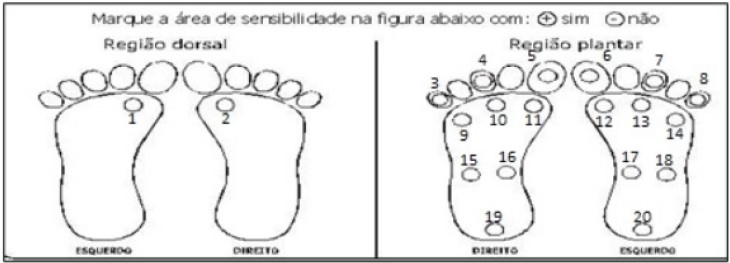 Marque a área de sensibilidade na figura abaixo com: ⊕ sim ⊖ não
Região dorsal
1 2
ESQUERDO DIREITO
Região plantar
3 4 5 6 7 8
9 10 11 12 13 14
15 16 17 18
19 20
DIREITO ESQUERDO